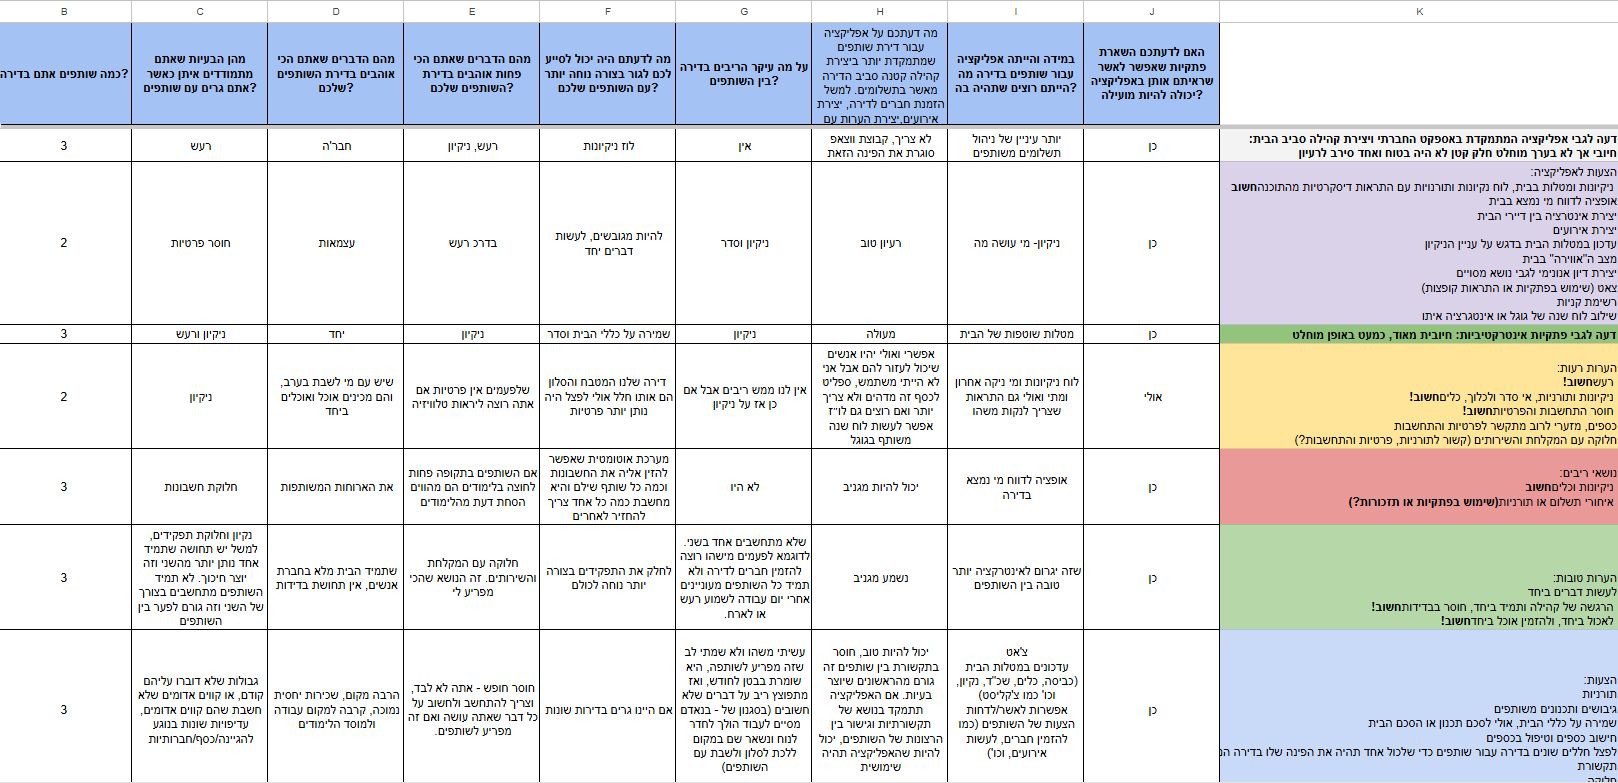 B C D E F G H I J K
כמה שותפים אתם בדירה?
מהן הבעיות שאתם
מתמודדים איתן כאשר
אתם גרים עם שותפים?
מהם הדברים שאתם הכי
אוהבים בדירת השותפים
שלכם?
מהם הדברים שאתם הכי
פחות אוהבים בדירת
השותפים שלכם?
מה לדעתם היה יכול לסייע
לכם לגור בצורה נוחה יותר
עם השותפים שלכם?
על מה עיקר הריבים בדירה
בין השותפים?
מה דעתכם על אפליקציה
עבור דירת שותפים
שמתמקדת יותר ביצירת
קהילה קטנה סביב הדירה
מאשר בתשלומים. למשל
הזמנת חברים לדירה, יצירת
אירועים,יצירת הערות עם
במידה והייתה אפליקציה
עבור שותפים בדירה מה
הייתם רוצים שתהיה בה?
האם לדעתכם השארת
פתקיות שאפשר לאשר
שראיתם אותן באפליקציה
יכולה להיות מועילה?
3
רעש
חבר'ה
רעש, ניקיון
לוז ניקיונות
אין
לא צריך, קבוצת ווצאפ
סוגרת את הפינה הזאת
יותר עיניין של ניהול
תשלומים משותפים
כן
דעה לגבי אפליקציה המתמקדת באספקט החברתי ויצירת קהילה סביב הבית:
חיובי אך לא בערך מוחלט חלק קטן לא היה בטוח ואחד סירב לרעיון
2
חוסר פרטיות
עצמאות
בדרכ רעש
להיות מגובשים, לעשות
דברים יחד
ניקיון וסדר
רעיון טוב
ניקיון- מי עושה מה
כן
הצעות לאפליקציה:
ניקיונות ומטלות בבית, לוח נקיונות ותורנויות עם התראות דיסקרטיות מהתוכנהחשוב
אופציה לדווח מי נמצא בבית
יצירת אינטרציה בין דיירי הבית
יצירת אירועים
עדכון במטלות הבית בדגש על עניין הניקיון
מצב ה"אווירה" בבית
יצירת דיון אנונימי לגבי נושא מסויים
צאט (שימוש בפתקיות או התראות קופצות)
רשימת קניות
שילוב לוח שנה של גוגל או אינטגרציה איתו
3
ניקיון ורעש
יחד
ניקיון
שמירה על כללי הבית וסדר
ניקיון
מעולה
מטלות שוטפות של הבית
כן
דעה לגבי פתקיות אינטרקטיביות: חיובית מאוד, כמעט באופן מוחלט
2
ניקיון
שיש עם מי לשבת בערב,
והם מכינים אוכל ואוכלים
ביחד
שלפעמים אין פרטיות אם
אתה רוצה ליראות טלוויזיה
דירה שלנו המטבח והסלון
הם אותו חלל אולי לפצל היה
נותן יותר פרטיות
אין לנו ממש ריבים אבל אם
כן אז על ניקיון
אפשרי ואולי יהיו אנשים
שיכול לעזור להם אבל אני
לא הייתי משתמש, ספליט
לכסף זה מדהים ולא צריך
יותר ואם רוצים גם לו״ז
אפשר לעשות לוח שנה
משותף בגוגל
לוח ניקיונות ומי ניקה אחרון
ומתי ואולי גם התראות
שצריך לנקות משהו
אולי
הערות רעות:
רעשחשוב!
ניקיונות ותורניות, אי סדר ולכלוך, כליםחשוב!
חוסר התחשבות והפרטיותחשוב!
כספים, מזערי לרוב מתקשר לפרטיות והתחשבות
חלוקה עם המקלחת והשירותים (קשור לתורניות, פרטיות והתחשבות?)
3
חלוקת חשבונות
את הארוחות המשותפות
אם השותפים בתקופה פחות
לחוצה בלימודים הם מהווים
הסחת דעת מהלימודים
מערכת אוטומטית שאפשר
להזין אליה את החשבונות
וכמה כל שותף שילם והיא
מחשבת כמה כל אחד צריך
להחזיר לאחרים
לא היו
יכול להיות מגניב
אופציה לדווח מי נמצא
בדירה
כן
נושאי ריבים:
ניקיונות וכליםחשוב
איחורי תשלום או תורניות(שימוש בפתקיות או תזכורות?)
3
נקיון וחלוקת תפקידים,
למשל יש תחושה שתמיד
אחד נותן יותר מהשני וזה
יוצר חיכוך. לא תמיד
השותפים מתחשבים בצורך
של השני וזה גורם לפער בין
השותפים
שתמיד הבית מלא בחברת
אנשים, אין תחושת בדידות
חלוקה עם המקלחת
והשירותים. זה הנושא שהכי
מפריע לי
לחלק את התפקידים בצורה
יותר נוחה לכולם
שלא מתחשבים אחד בשני.
לדוגמא לפעמים מישהו רוצה
להזמין חברים לדירה ולא
תמיד כל השותפים מעוניינים
אחרי יום עבודה לשמוע רעש
או לארח.
נשמע מגניב
שזה יגרום לאינטרקציה יותר
טובה בין השותפים
כן
הערות טובות:
לעשות דברים ביחד
הרגשה של קהילה ותמיד ביחד, חוסר בבדידותחשוב!
לאכול ביחד, ולהזמין אוכל ביחדחשוב!
3
גבולות שלא דוברו עליהם
קודם, או קווים אדומים שלא
חשבת שהם קווים אדומים,
עדיפויות שונות בנוגע
להגיינה/כסף/חברותיות
הרבה מקום, שכירות יחסית
נמוכה, קרבה למקום עבודה
ולמוסד הלימודים
חוסר חופש - אתה לא לבד,
וצריך להתחשב ולחשוב על
כל דבר שאתה עושה ואם זה
מפריע לשותפים.
אם היינו גרים בדירות שונות
עשיתי משהו ולא שמתי לב
שזה מפריע לשותפה, היא
שומרת בבטן לחודש, ואז
מתפוצץ ריב על דברים שלא
חשובים (בסגנון של - בנאדם
מסיים לעבוד הולך לחדר
לנוח ונשאר שם במקום
ללכת לסלון ולשבת עם
השותפים)
יכול להיות טוב, חוסר
בתקשורת בין שותפים זה
גורם מהראשונים שיוצר
בעיות. אם האפליקציה
תתמקד בנושא של
תקשורתיות וגישור בין
הרצונות של השותפים, יכול
להיות שהאפליקציה תהיה
שימושית
צ'אט
עדכונים במטלות הבית
(כביסה, כלים, שכ"ד, נקיון,
וכו' כמו צ'קליסט)
אפשרות לאשר/לדחות
הצעות של השותפים (כמו
להזמין חברים, לעשות
אירועים, וכו')
כן
הצעות:
תורניות
גיבושים ותכנונים משותפים
שמירה על כללי הבית, אולי לסכם תכנון או הסכם הבית
חישוב כספים וטיפול בכספים
לפצל חללים שונים בדירה עבור שותפים כדי שלכול אחד תהיה את הפינה שלו בדירה
תקשורת
חלוקה